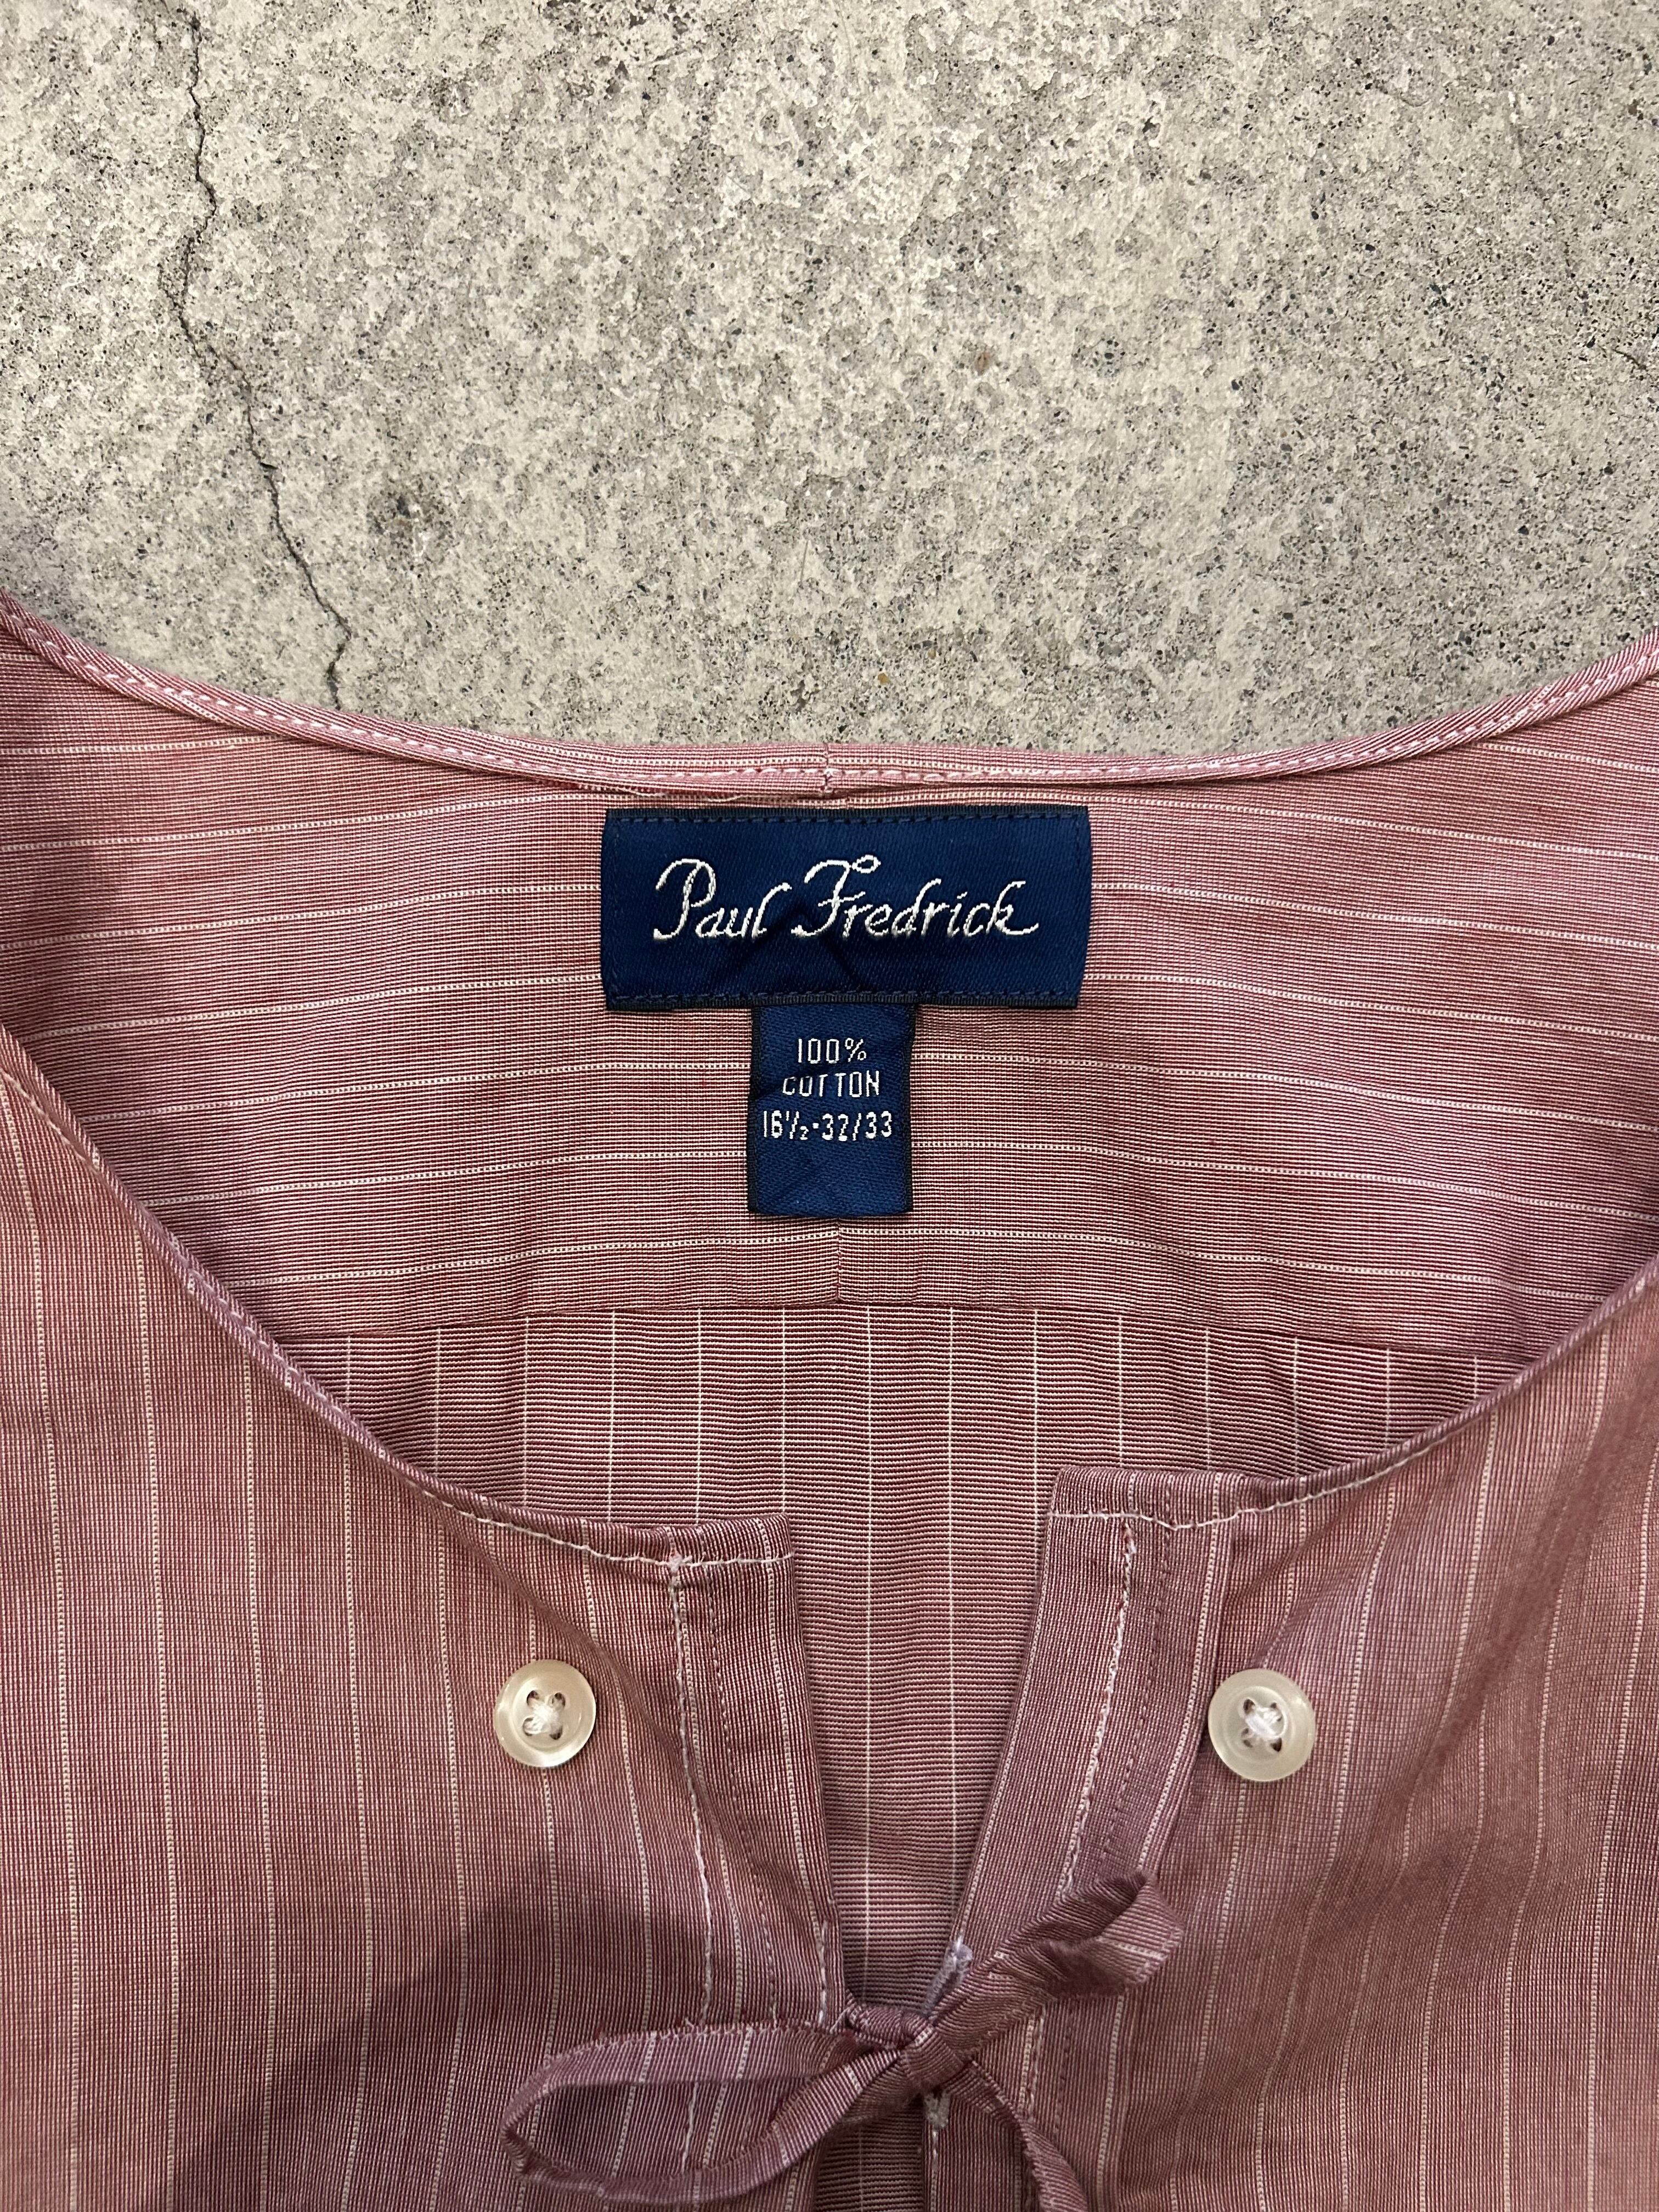 Paul Fredrick
100%
COTTON
16½-32/33